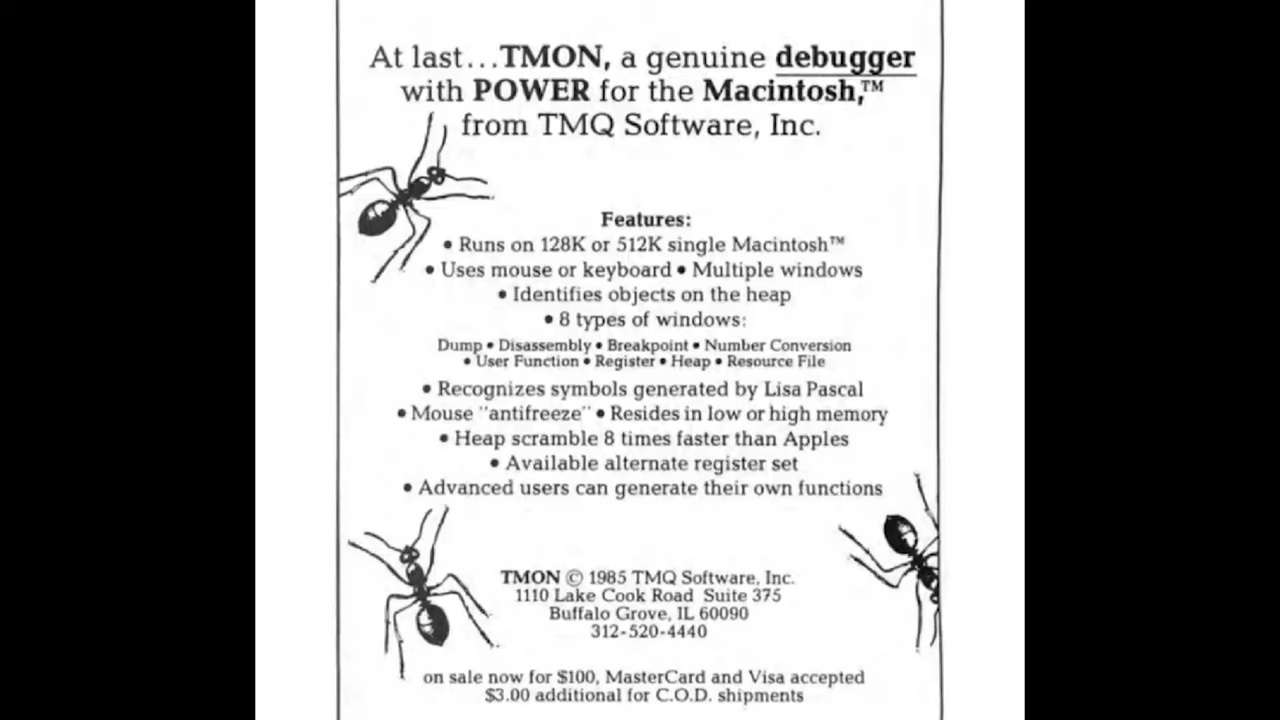 At last...TMON, a genuine debugger
with POWER for the Macintosh,™
from TMQ Software, Inc.
Features:
• Runs on 128K or 512K single Macintosh™
• Uses mouse or keyboard • Multiple windows
• Identifies objects on the heap
• 8 types of windows:
Dump • Disassembly • Breakpoint • Number Conversion
• User Function • Register • Heap • Resource File
• Recognizes symbols generated by Lisa Pascal
• Mouse "antifreeze" • Resides in low or high memory
• Heap scramble 8 times faster than Apples
• Available alternate register set
• Advanced users can generate their own functions
TMON © 1985 TMQ Software, Inc.
1110 Lake Cook Road Suite 375
Buffalo Grove, IL 60090
312-520-4440
on sale now for $100, MasterCard and Visa accepted
$3.00 additional for C.O.D. shipments